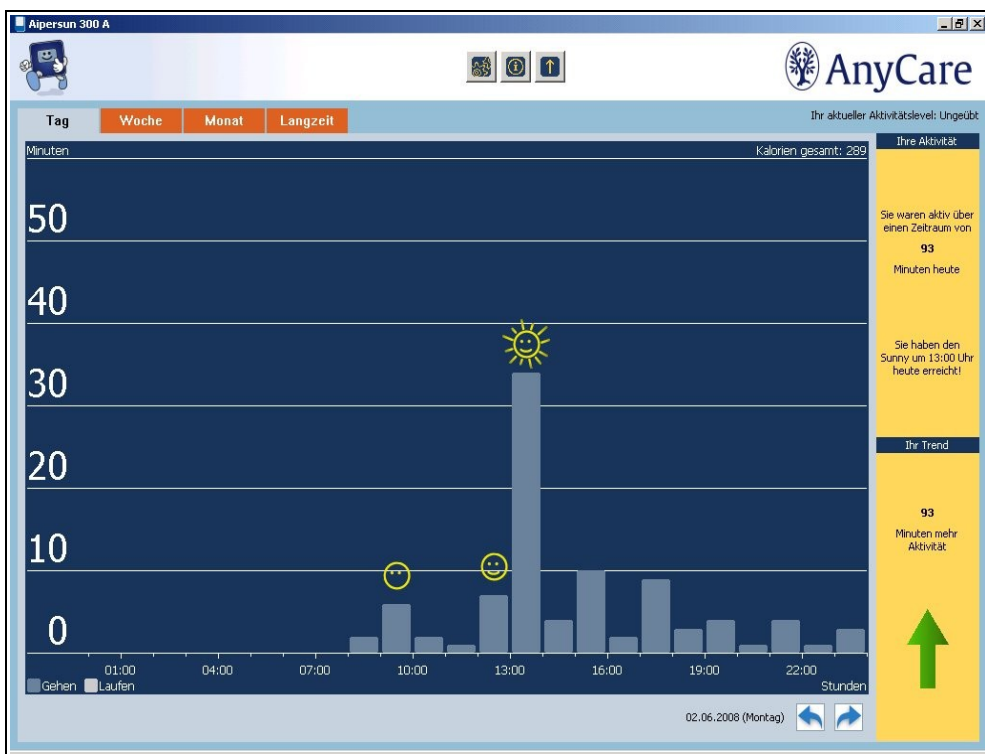 Aipersun 300 A
AnyCare
Tag Woche Monat Langzeit
Ihr aktueller Aktivitätslevel: Ungeübt
Minuten
Kalorien gesamt: 289
50
40
30
20
10
0
01:00 04:00 07:00 10:00 13:00 16:00 19:00 22:00
Gehen Laufen
Stunden
02.06.2008 (Montag)
Ihre Aktivität
Sie waren aktiv über
einen Zeitraum von
93
Minuten heute
Sie haben den
Sunny um 13:00 Uhr
heute erreicht!
Ihr Trend
93
Minuten mehr
Aktivität